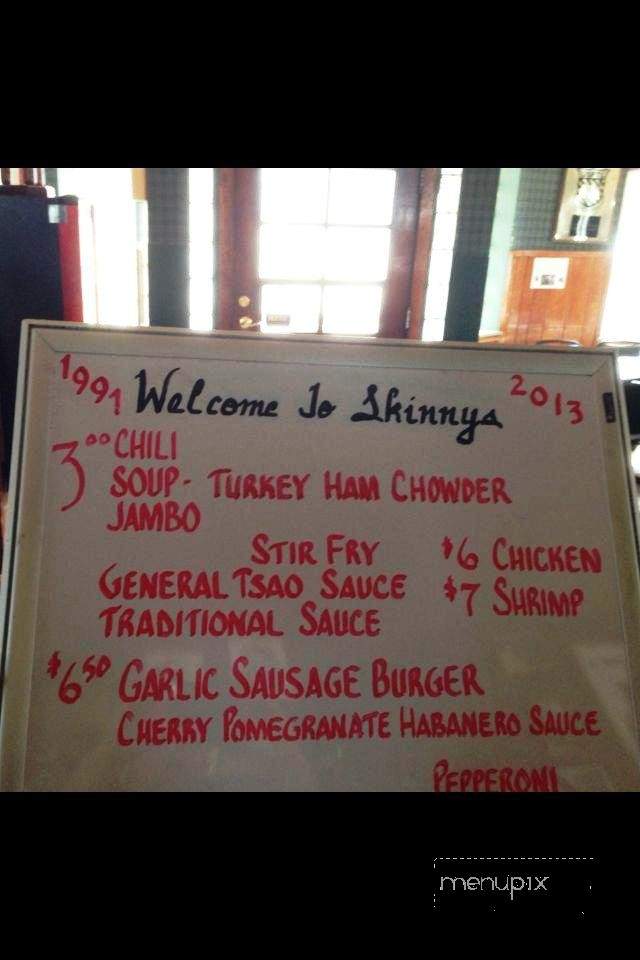 1991 Welcome To Skinnys 2013
3.00 CHILI
SOUP- TURKEY HAM CHOWDER
JAMBO
STIR FRY $6 CHICKEN
GENERAL TSAO SAUCE $7 SHRIMP
TRADITIONAL SAUCE
$6.50 GARLIC SAUSAGE BURGER
CHERRY POMEGRANATE HABANERO SAUCE
PEPPERONI
menupix